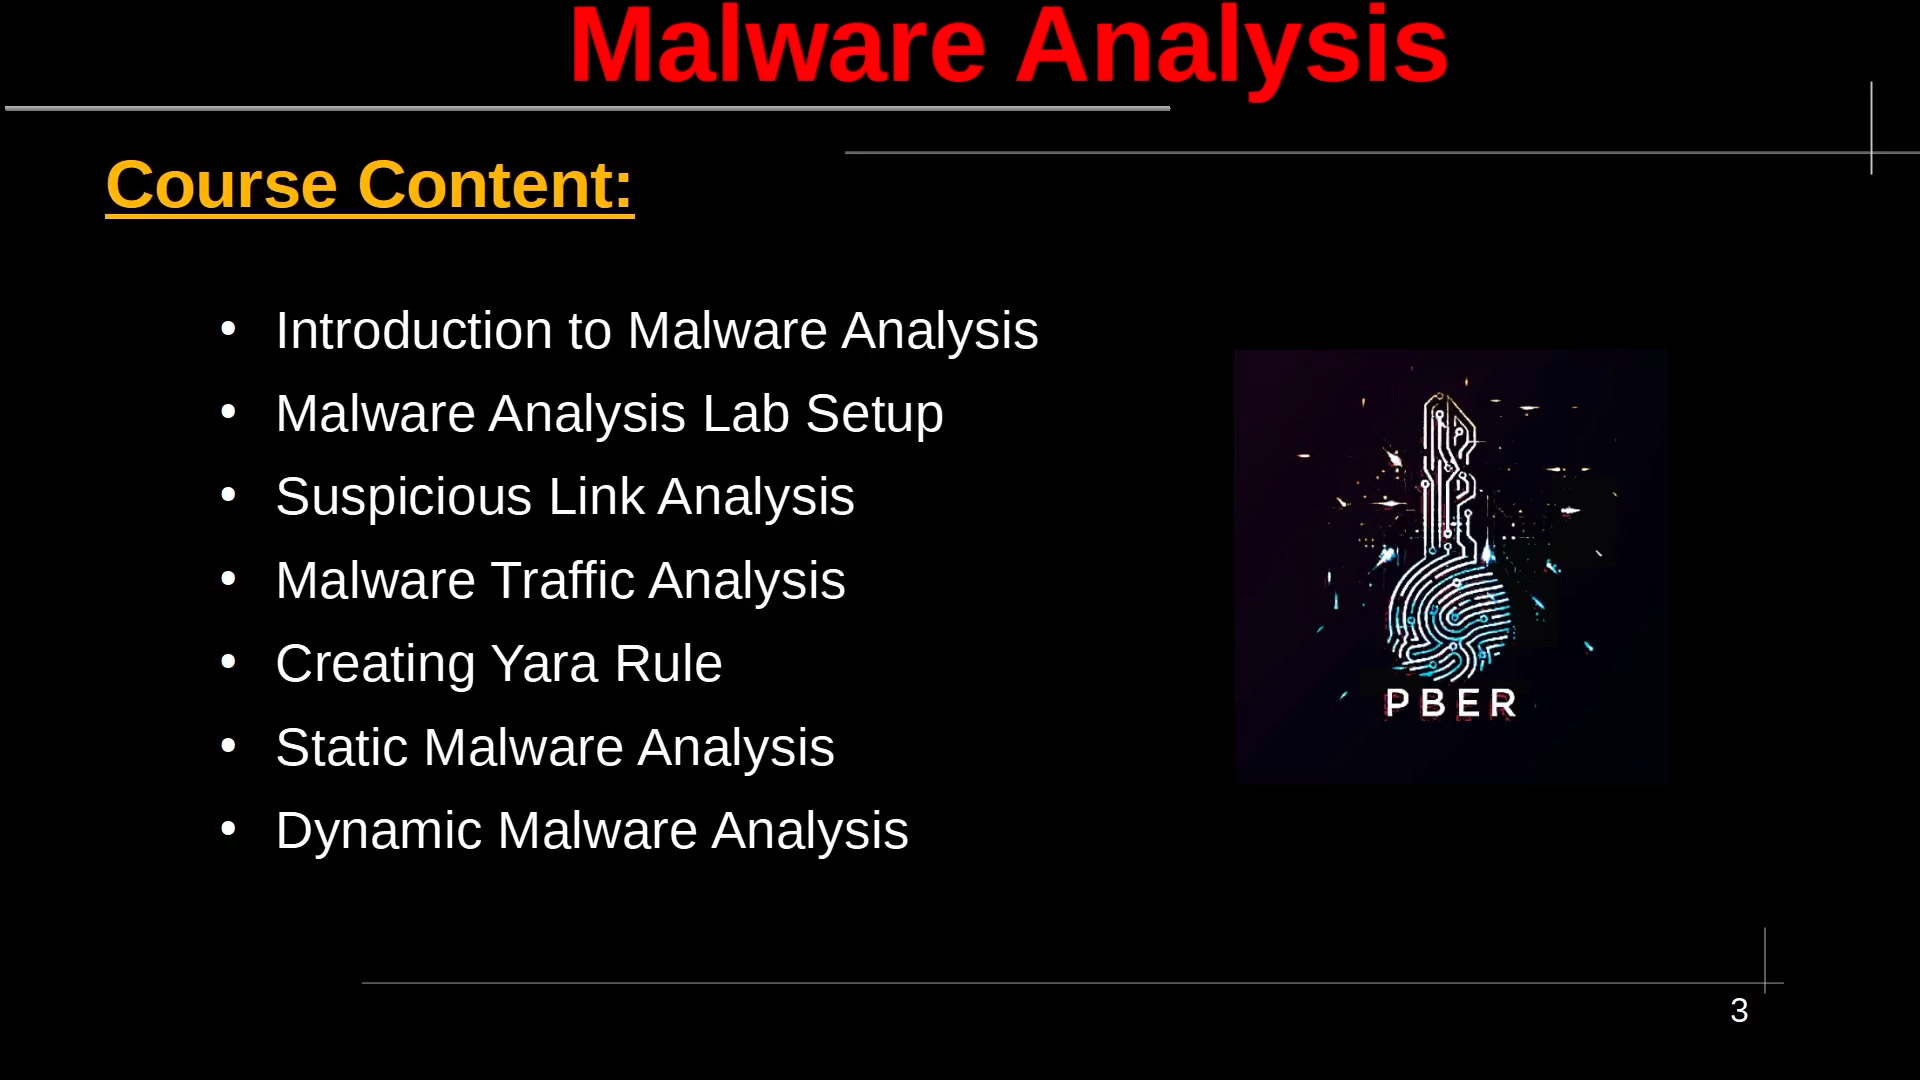 Malware Analysis
Course Content:
• Introduction to Malware Analysis
• Malware Analysis Lab Setup
• Suspicious Link Analysis
• Malware Traffic Analysis
• Creating Yara Rule
• Static Malware Analysis
• Dynamic Malware Analysis
PBER
3